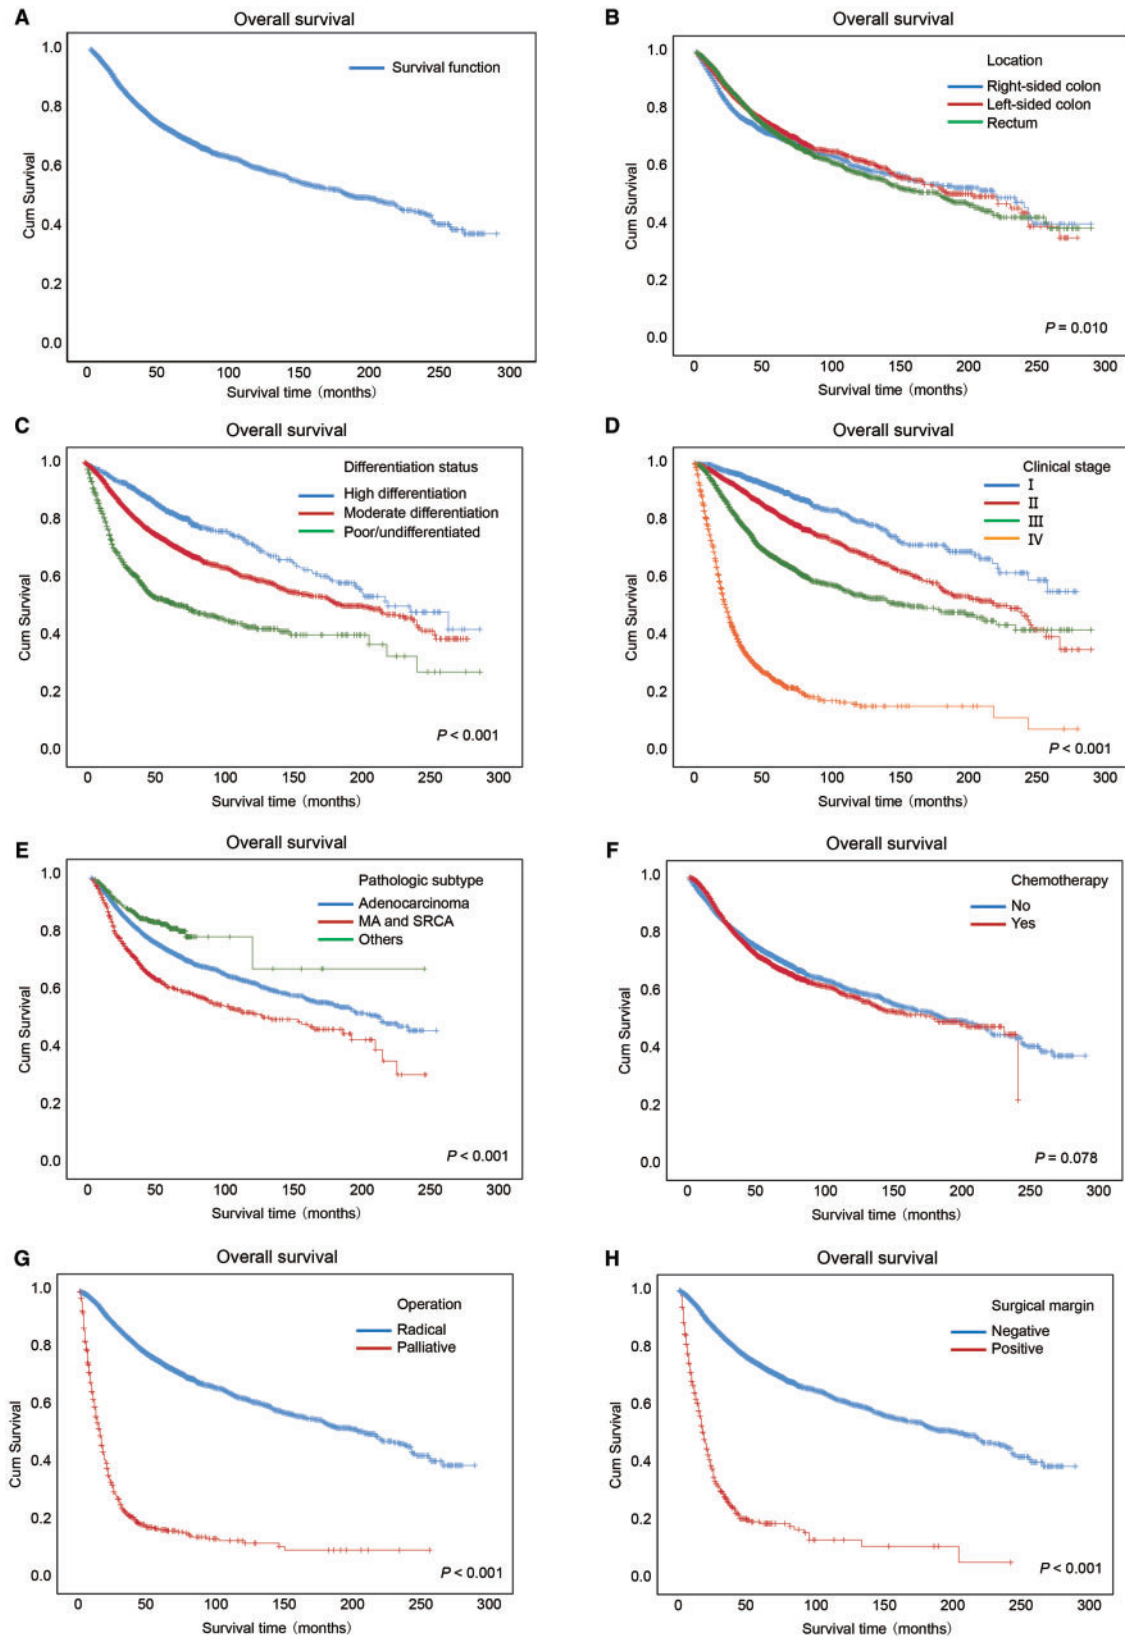 A
Overall survival
1.0
0.8
0.6
0.4
0.2
0.0
Cum Survival
Survival function
0 50 100 150 200 250 300
Survival time (months)
B
Overall survival
1.0
0.8
0.6
0.4
0.2
0.0
Cum Survival
Location
Right-sided colon
Left-sided colon
Rectum
P = 0.010
0 50 100 150 200 250 300
Survival time (months)
C
Overall survival
1.0
0.8
0.6
0.4
0.2
0.0
Cum Survival
Differentiation status
High differentiation
Moderate differentiation
Poor/undifferentiated
P < 0.001
0 50 100 150 200 250 300
Survival time (months)
D
Overall survival
1.0
0.8
0.6
0.4
0.2
0.0
Cum Survival
Clinical stage
I
II
III
IV
P < 0.001
0 50 100 150 200 250 300
Survival time (months)
E
Overall survival
1.0
0.8
0.6
0.4
0.2
0.0
Cum Survival
Pathologic subtype
Adenocarcinoma
MA and SRCA
Others
P < 0.001
0 50 100 150 200 250 300
Survival time (months)
F
Overall survival
1.0
0.8
0.6
0.4
0.2
0.0
Cum Survival
Chemotherapy
No
Yes
P = 0.078
0 50 100 150 200 250 300
Survival time (months)
G
Overall survival
1.0
0.8
0.6
0.4
0.2
0.0
Cum Survival
Operation
Radical
Palliative
P < 0.001
0 50 100 150 200 250 300
Survival time (months)
H
Overall survival
1.0
0.8
0.6
0.4
0.2
0.0
Cum Survival
Surgical margin
Negative
Positive
P < 0.001
0 50 100 150 200 250 300
Survival time (months)